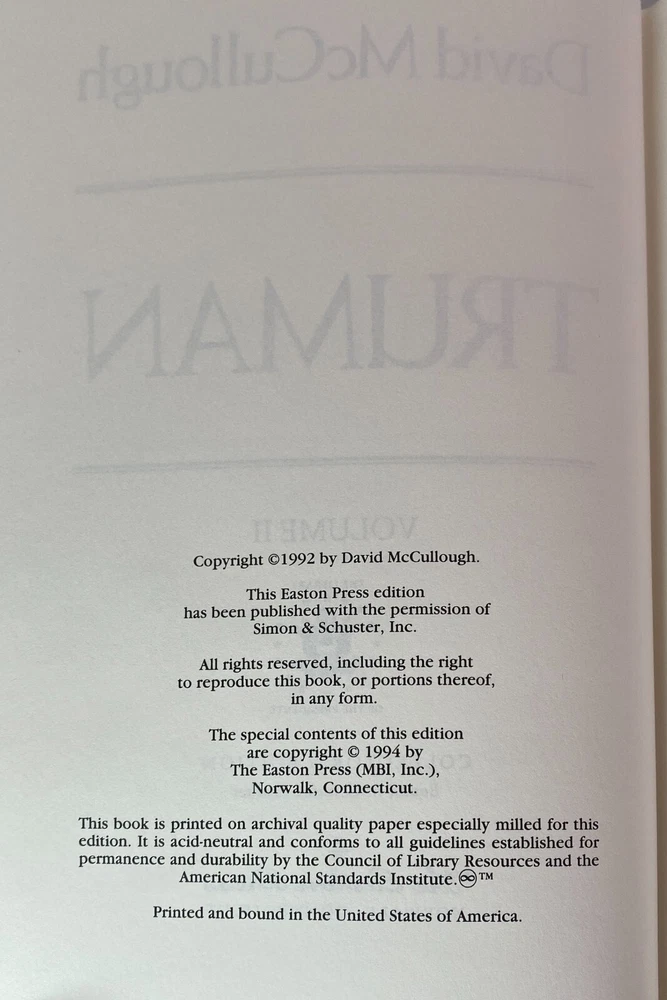 David McCullough
TRUMAN
VOLUME II
Copyright ©1992 by David McCullough.
This Easton Press edition
has been published with the permission of
Simon & Schuster, Inc.
All rights reserved, including the right
to reproduce this book, or portions thereof,
in any form.
The special contents of this edition
are copyright © 1994 by
The Easton Press (MBI, Inc.),
Norwalk, Connecticut.
This book is printed on archival quality paper especially milled for this
edition. It is acid-neutral and conforms to all guidelines established for
permanence and durability by the Council of Library Resources and the
American National Standards Institute.♾™
Printed and bound in the United States of America.